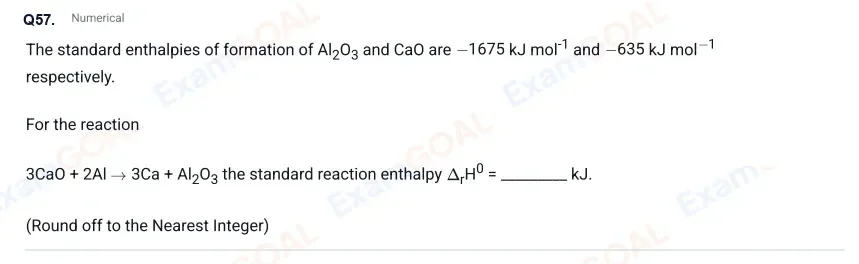 Q57. Numerical
The standard enthalpies of formation of Al₂O₃ and CaO are −1675 kJ mol⁻¹ and −635 kJ mol⁻¹
respectively.
For the reaction
3CaO + 2Al → 3Ca + Al₂O₃ the standard reaction enthalpy ΔᵣH⁰ = ________ kJ.
(Round off to the Nearest Integer)